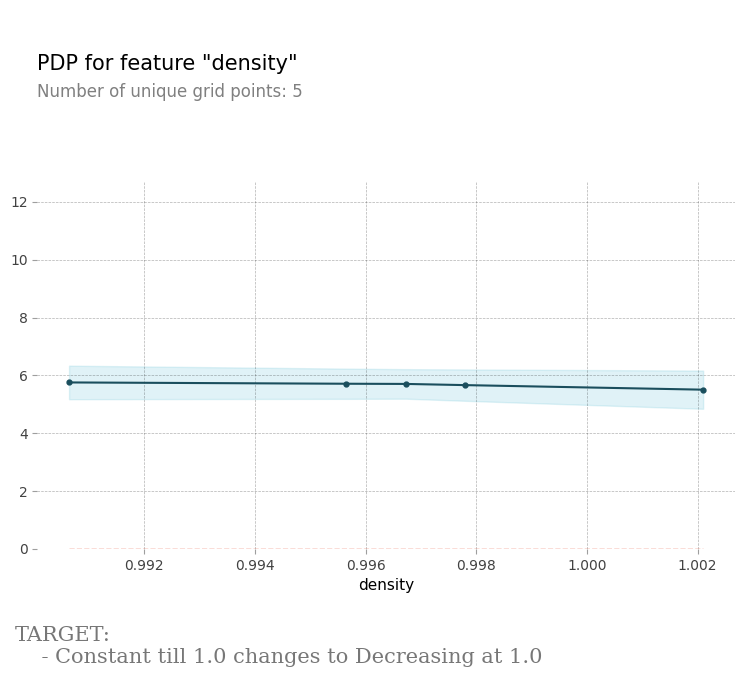 PDP for feature "density"
Number of unique grid points: 5
12
10
8
6
4
2
0
0.992 0.994 0.996 0.998 1.000 1.002
density
TARGET:
- Constant till 1.0 changes to Decreasing at 1.0